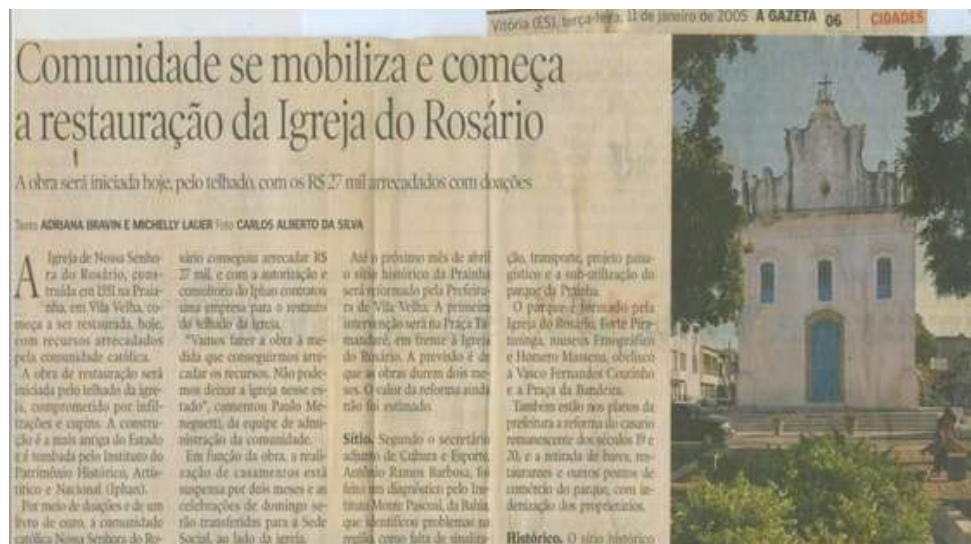 Vitória (ES), terça-feira, 11 de janeiro de 2005 A GAZETA 06 CIDADES
Comunidade se mobiliza e começa
a restauração da Igreja do Rosário
A obra será iniciada hoje, pelo telhado, com os R$ 27 mil arrecadados com doações
Texto ADRIANA BRAVIN E MICHELLY LAUER Foto CARLOS ALBERTO DA SILVA
A Igreja de Nossa Senho-
ra do Rosário, cons-
truída em 1551 na Prai-
nha, em Vila Velha, co-
meça a ser restaurada, hoje,
com recursos arrecadados
pela comunidade católica.
A obra de restauração será
iniciada pelo telhado da igre-
ja, comprometido por infil-
trações e cupins. A constru-
ção é a mais antiga do Estado
e é tombada pelo Instituto do
Patrimônio Histórico, Artís-
tico e Nacional (Iphan).
Por meio de doações e de um
livro de ouro, a comunidade
católica Nossa Senhora do Ro-
sário conseguiu arrecadar R$
27 mil, e com a autorização e
consultoria do Iphan contratou
uma empresa para o restauro
do telhado da igreja.
"Vamos fazer a obra à me-
dida que conseguirmos arre-
cadar os recursos. Não pode-
mos deixar a igreja nesse es-
tado", comentou Paulo Me-
neguetti, da equipe de admi-
nistração da comunidade.
Em função da obra, a reali-
zação de casamentos está
suspensa por dois meses e as
celebrações de domingo se-
rão transferidas para a Sede
Social, ao lado da igreja.
Até o próximo mês de abril
o sítio histórico da Prainha
será reformado pela Prefeitu-
ra de Vila Velha. A primeira
intervenção será na Praça Ta-
mandaré, em frente à Igreja
do Rosário. A previsão é de
que as obras durem dois me-
ses. O valor da reforma ainda
não foi estimado.
Sítio. Segundo o secretário
adjunto de Cultura e Esporte,
Antônio Ramos Barbosa, foi
feito um diagnóstico pelo Ins-
tituto Monte Pascoal, da Bahia,
que identificou problemas na
região, como falta de sinaliza-
ção, transporte, projeto paisa-
gístico e a sub-utilização do
parque da Prainha.
O parque é formado pela
Igreja do Rosário, Forte Pira-
tininga, museus Etnográfico
e Homero Massena, obelisco
a Vasco Fernandes Coutinho
e a Praça da Bandeira.
Também estão nos planos da
prefeitura a reforma do casario
remanescente dos séculos 19 e
20, e a retirada de bares, res-
taurantes e outros pontos de
comércio do parque, com in-
denização dos proprietários.
Histórico. O sítio histórico